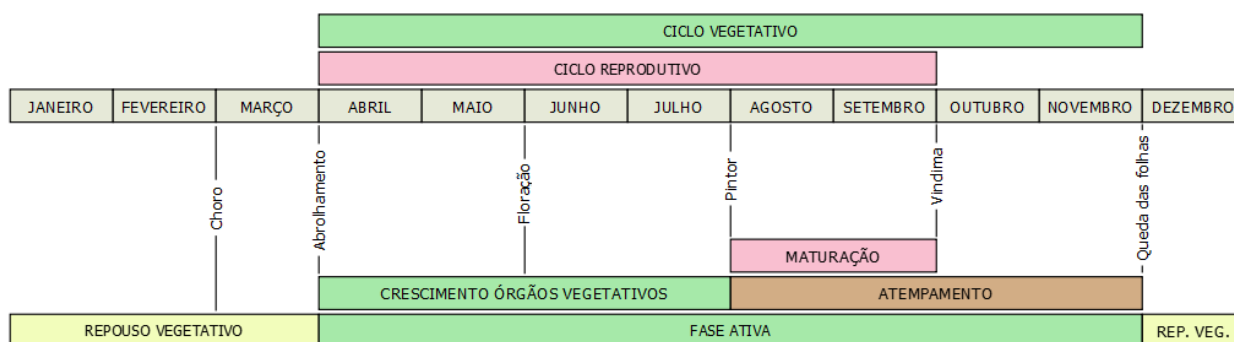 CICLO VEGETATIVO
CICLO REPRODUTIVO
JANEIRO FEVEREIRO MARÇO ABRIL MAIO JUNHO JULHO AGOSTO SETEMBRO OUTUBRO NOVEMBRO DEZEMBRO
Choro
Abrolhamento
Floração
Pintor
Vindima
Queda das folhas
MATURAÇÃO
CRESCIMENTO ÓRGÃOS VEGETATIVOS ATEMPAMENTO
REPOUSO VEGETATIVO FASE ATIVA REP. VEG.